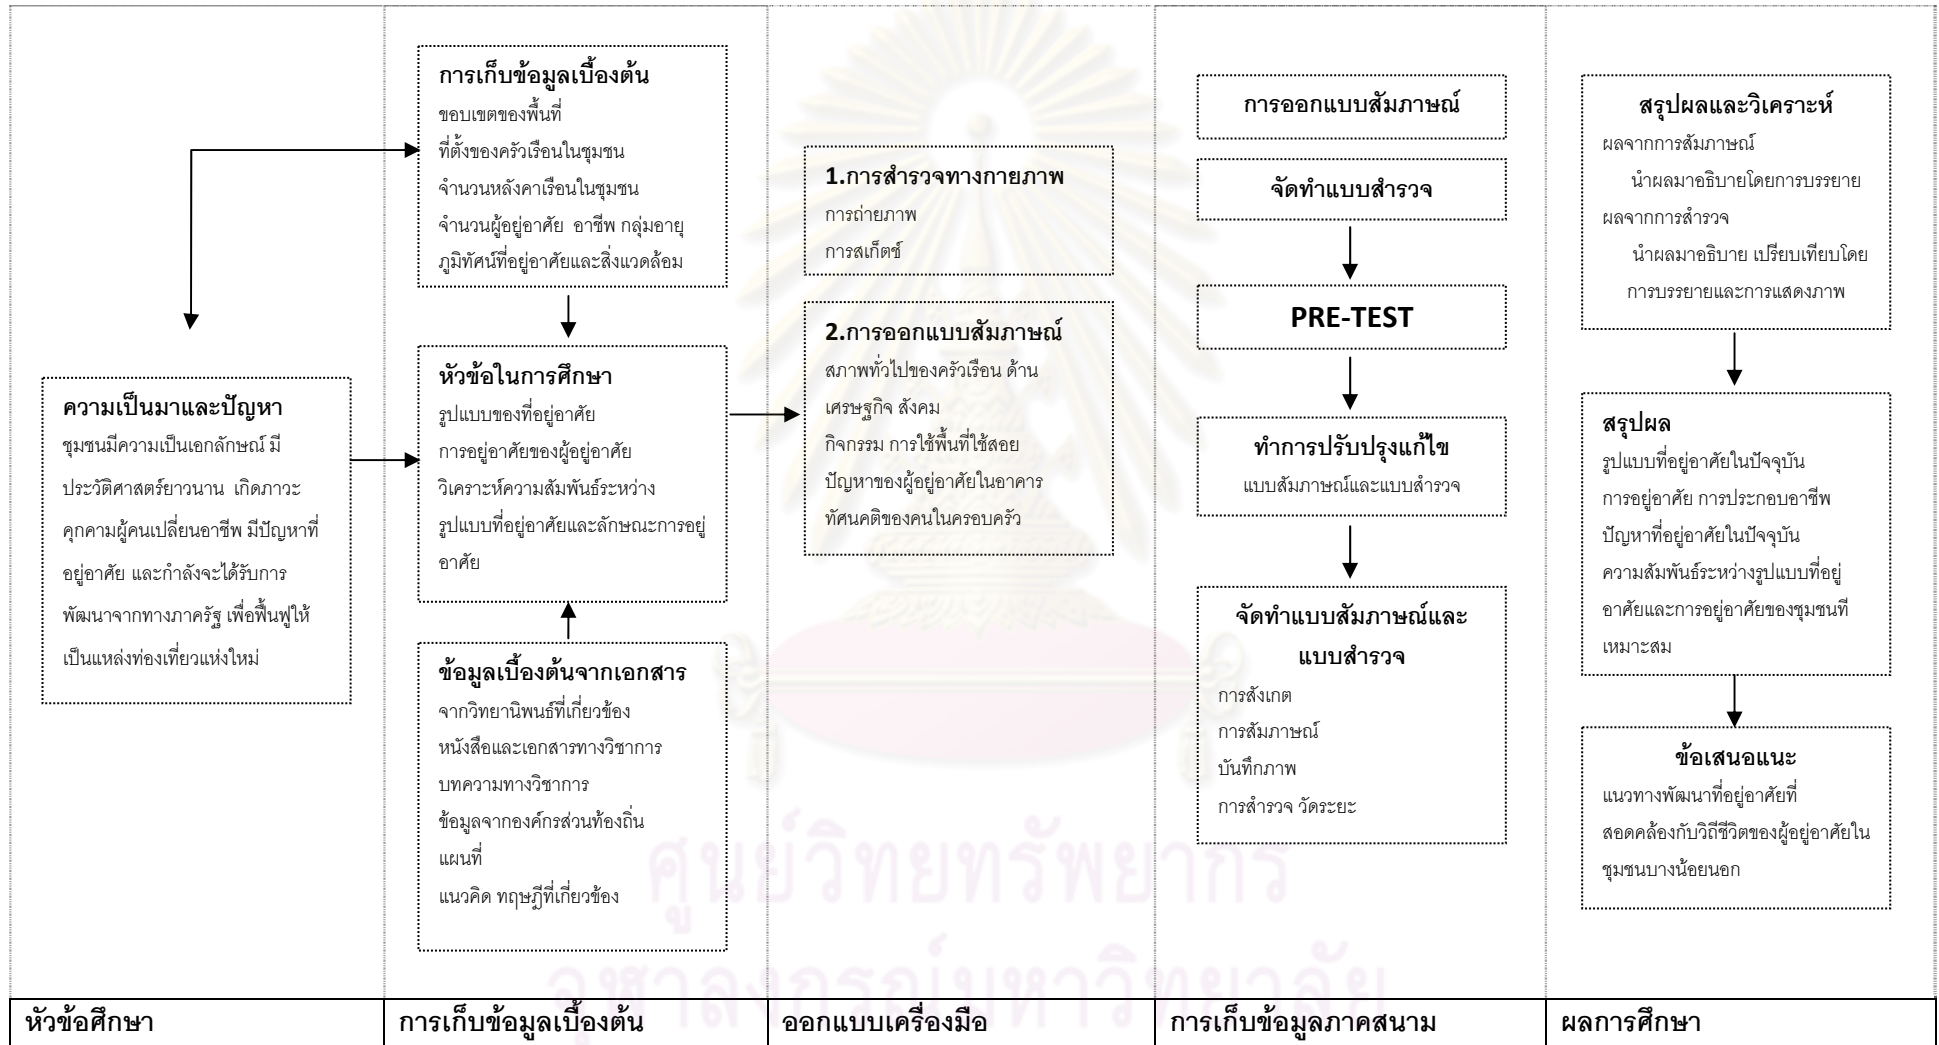 ความเป็นมาและปัญหา
ชุมชนมีความเป็นเอกลักษณ์ มี
ประวัติศาสตร์ยาวนาน เกิดภาวะ
คุกคามผู้คนเปลี่ยนอาชีพ มีปัญหาที่
อยู่อาศัย และกำลังจะได้รับการ
พัฒนาจากทางภาครัฐ เพื่อฟื้นฟูให้
เป็นแหล่งท่องเที่ยวแห่งใหม่
การเก็บข้อมูลเบื้องต้น
ขอบเขตของพื้นที่
ที่ตั้งของครัวเรือนในชุมชน
จำนวนหลังคาเรือนในชุมชน
จำนวนผู้อยู่อาศัย อาชีพ กลุ่มอายุ
ภูมิทัศน์ที่อยู่อาศัยและสิ่งแวดล้อม
หัวข้อในการศึกษา
รูปแบบของที่อยู่อาศัย
การอยู่อาศัยของผู้อยู่อาศัย
วิเคราะห์ความสัมพันธ์ระหว่าง
รูปแบบที่อยู่อาศัยและลักษณะการอยู่
อาศัย
ข้อมูลเบื้องต้นจากเอกสาร
จากวิทยานิพนธ์ที่เกี่ยวข้อง
หนังสือและเอกสารทางวิชาการ
บทความทางวิชาการ
ข้อมูลจากองค์กรส่วนท้องถิ่น
แผนที่
แนวคิด ทฤษฎีที่เกี่ยวข้อง
1.การสำรวจทางกายภาพ
การถ่ายภาพ
การสเก็ตช์
2.การออกแบบสัมภาษณ์
สภาพทั่วไปของครัวเรือน ด้าน
เศรษฐกิจ สังคม
กิจกรรม การใช้พื้นที่ใช้สอย
ปัญหาของผู้อยู่อาศัยในอาคาร
ทัศนคติของคนในครอบครัว
การออกแบบสัมภาษณ์
จัดทำแบบสำรวจ
PRE-TEST
ทำการปรับปรุงแก้ไข
แบบสัมภาษณ์และแบบสำรวจ
จัดทำแบบสัมภาษณ์และ
แบบสำรวจ
การสังเกต
การสัมภาษณ์
บันทึกภาพ
การสำรวจ วัดระยะ
สรุปผลและวิเคราะห์
ผลจากการสัมภาษณ์
นำผลมาอธิบายโดยการบรรยาย
ผลจากการสำรวจ
นำผลมาอธิบาย เปรียบเทียบโดย
การบรรยายและการแสดงภาพ
สรุปผล
รูปแบบที่อยู่อาศัยในปัจจุบัน
การอยู่อาศัย การประกอบอาชีพ
ปัญหาที่อยู่อาศัยในปัจจุบัน
ความสัมพันธ์ระหว่างรูปแบบที่อยู่
อาศัยและการอยู่อาศัยของชุมชนที
เหมาะสม
ข้อเสนอแนะ
แนวทางพัฒนาที่อยู่อาศัยที่
สอดคล้องกับวิถีชีวิตของผู้อยู่อาศัยใน
ชุมชนบางน้อยนอก
ศูนย์วิทยทรัพยากร
จุฬาลงกรณ์มหาวิทยาลัย
หัวข้อศึกษา
การเก็บข้อมูลเบื้องต้น
ออกแบบเครื่องมือ
การเก็บข้อมูลภาคสนาม
ผลการศึกษา